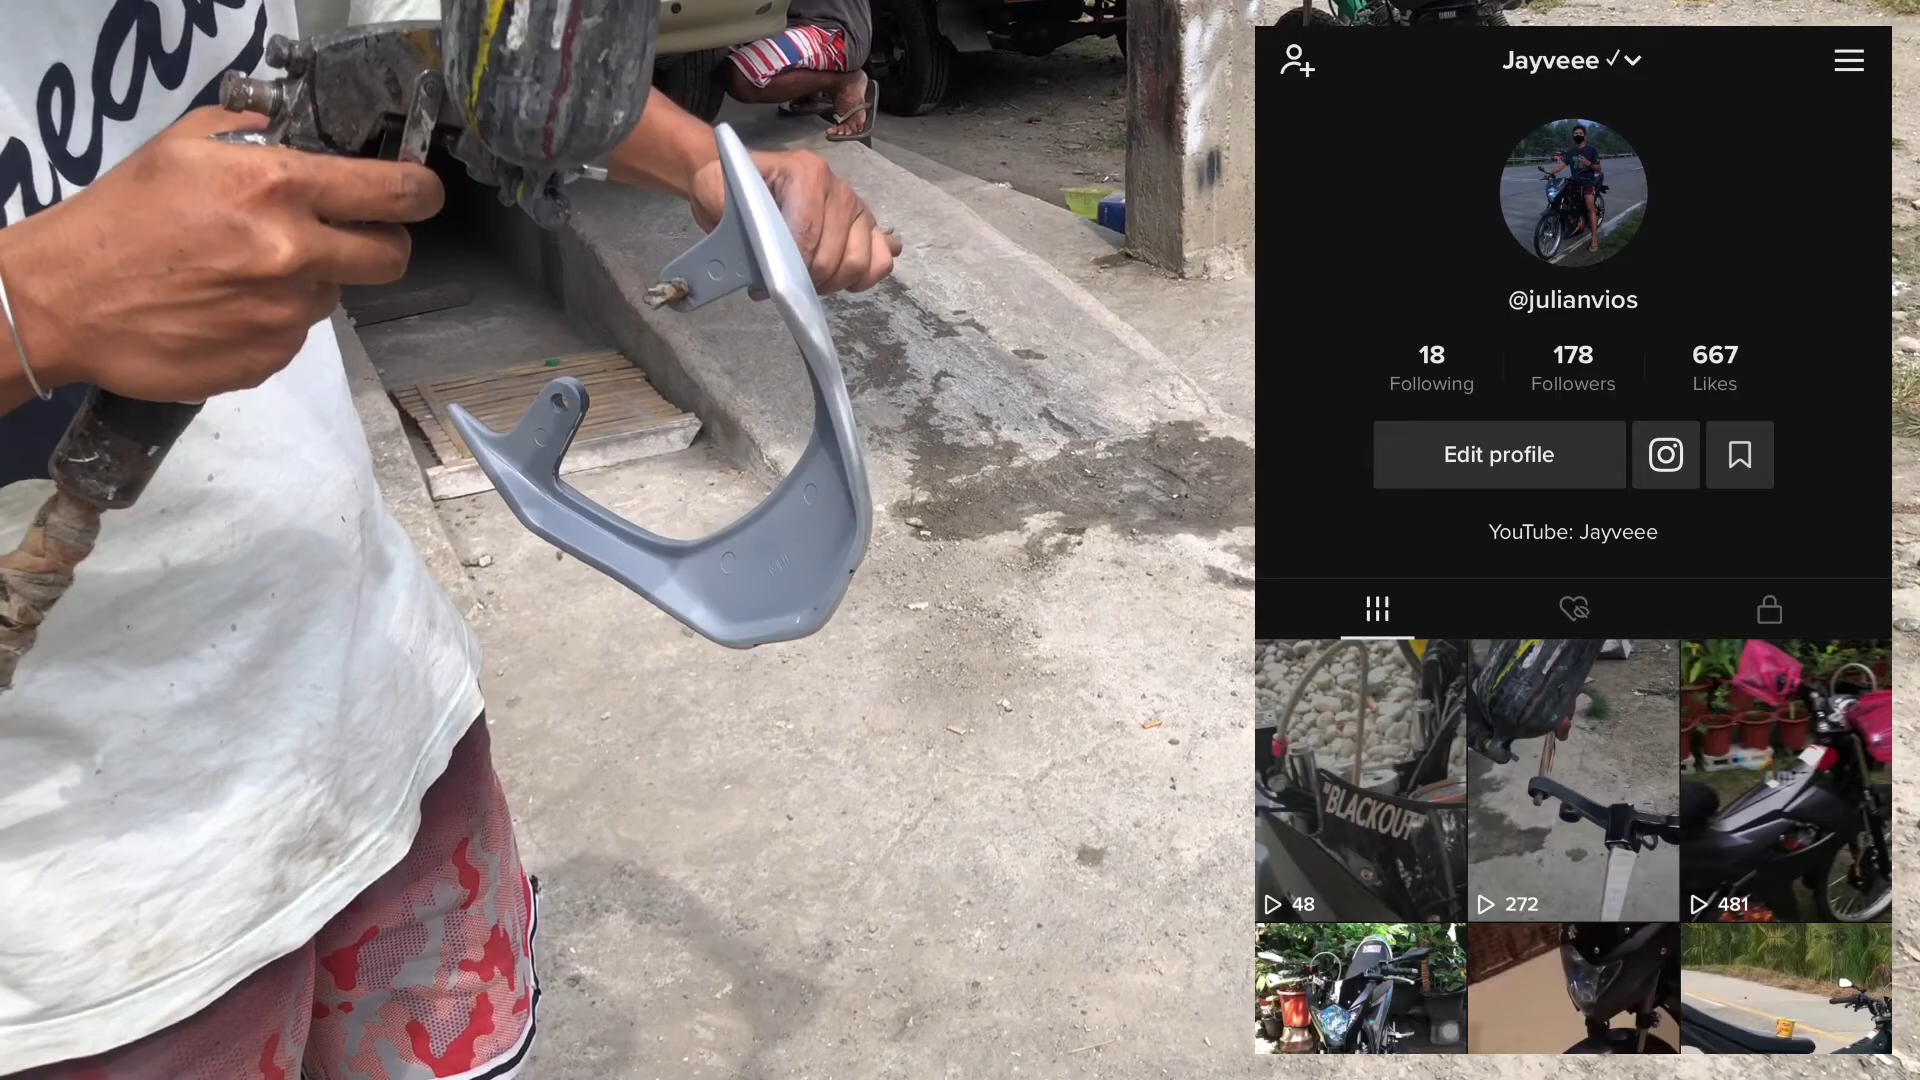 Jayveee ✓
@julianvios
18 178 667
Following Followers Likes
Edit profile
YouTube: Jayveee
"BLACKOUT"
48 272 481